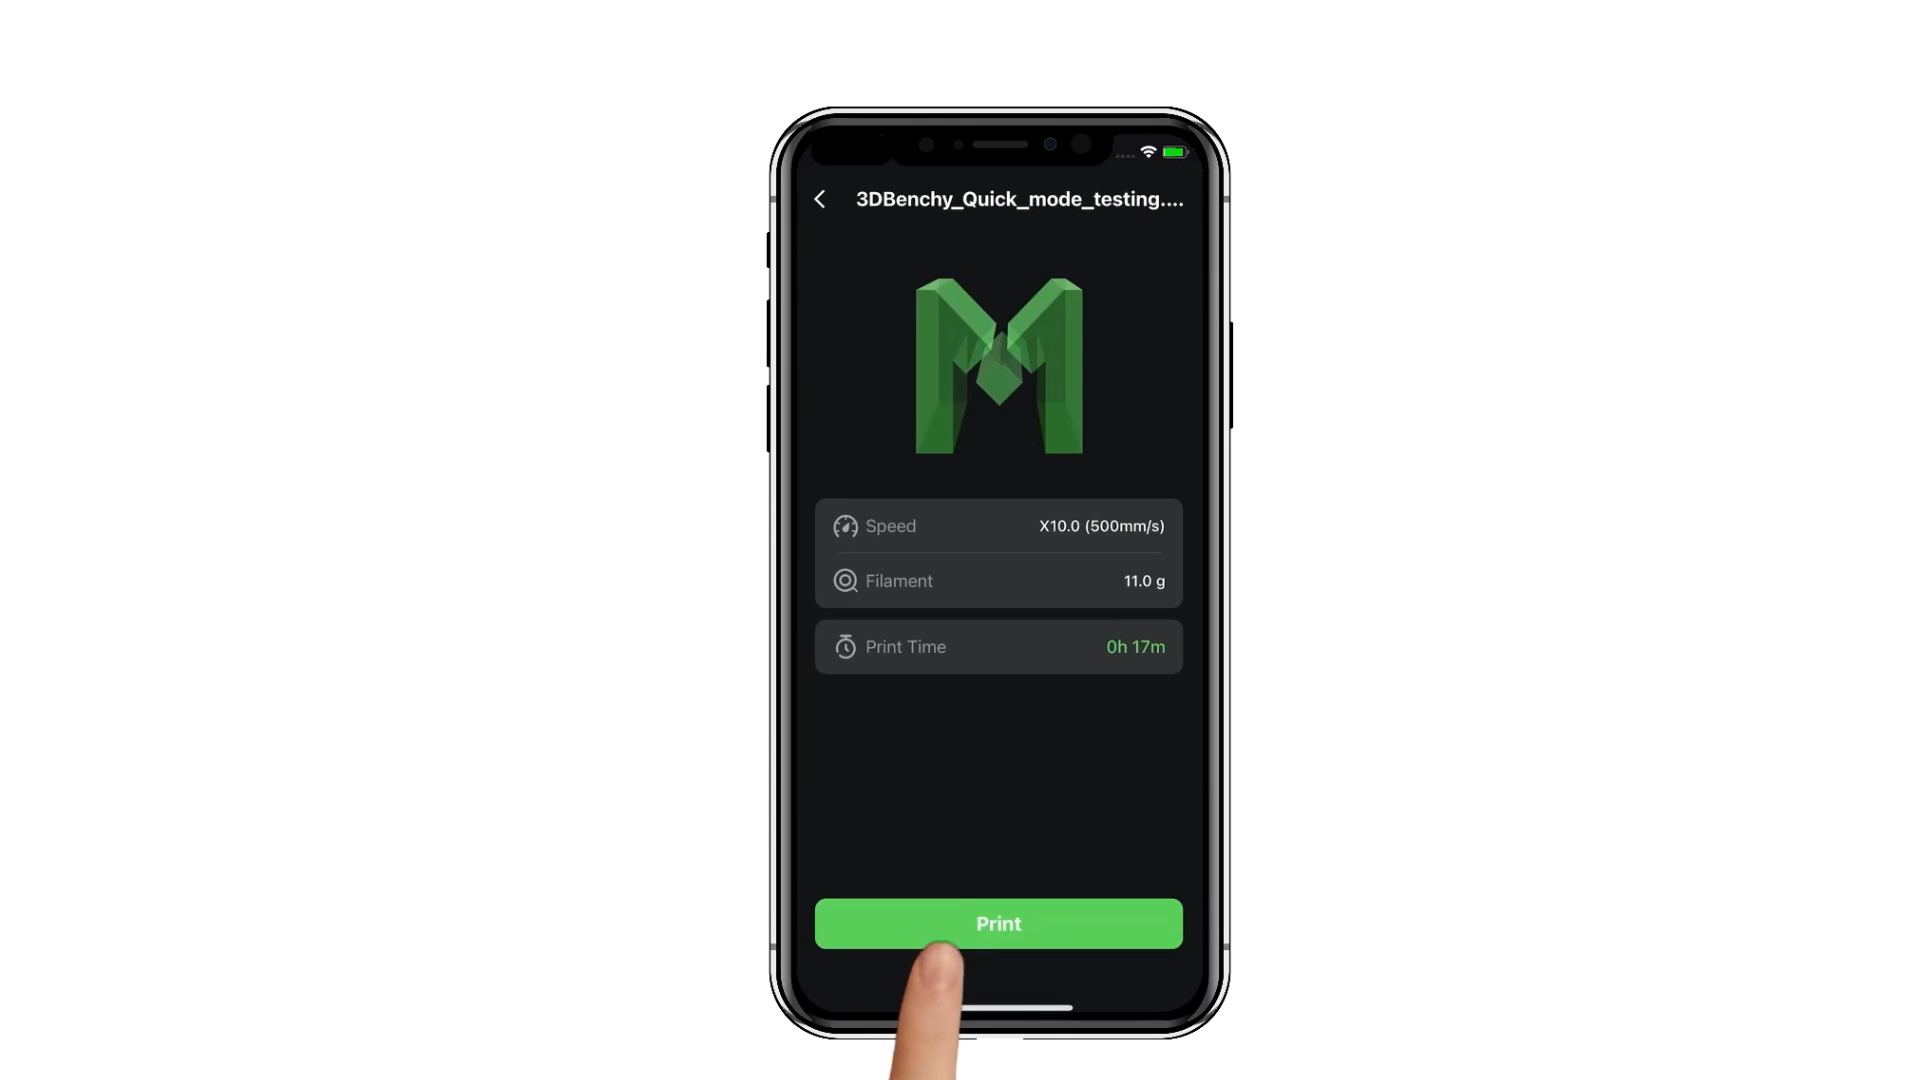 3DBenchy_Quick_mode_testing....
Speed X10.0 (500mm/s)
Filament 11.0 g
Print Time 0h 17m
Print